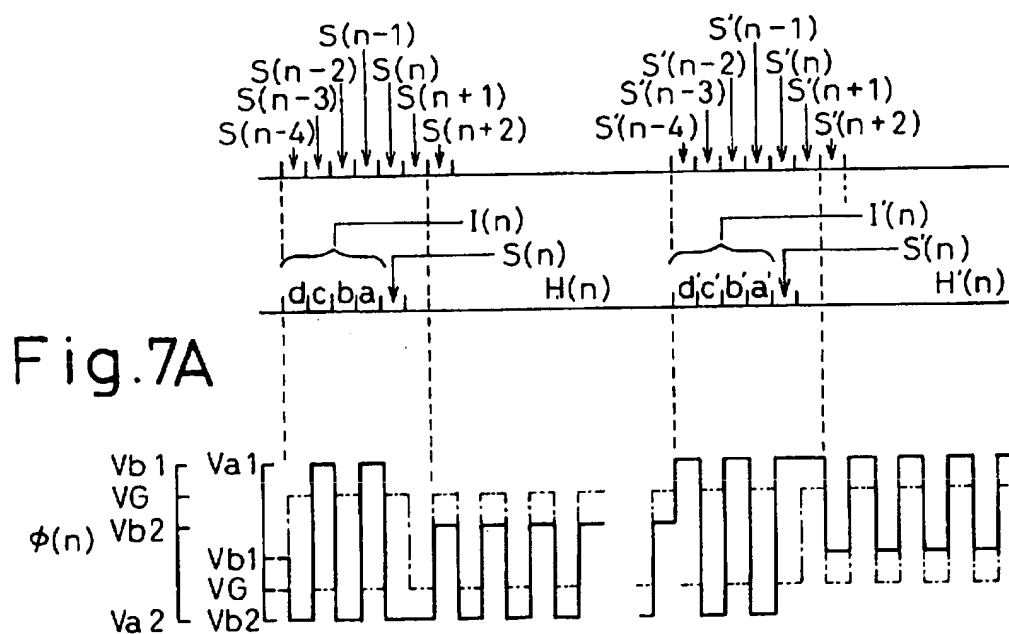 S(n-1)
S(n-2) S(n)
S(n-3) S(n+1)
S(n-4) S(n+2)
S'(n-1)
S'(n-2) S'(n)
S'(n-3) S'(n+1)
S'(n-4) S'(n+2)
I(n)
S(n)
d c b a H(n)
I'(n)
S'(n)
d' c' b' a' H'(n)
Fig.7A
Vb1 Va1
VG
Vb2
ϕ(n)
Vb1
VG
Va2 Vb2